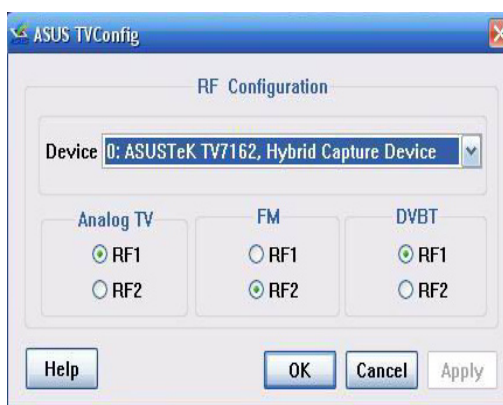 ASUS TVConfig
RF Configuration
Device 0: ASUSTeK TV7162, Hybrid Capture Device
Analog TV FM DVBT
RF1 RF1 RF1
RF2 RF2 RF2
Help OK Cancel Apply